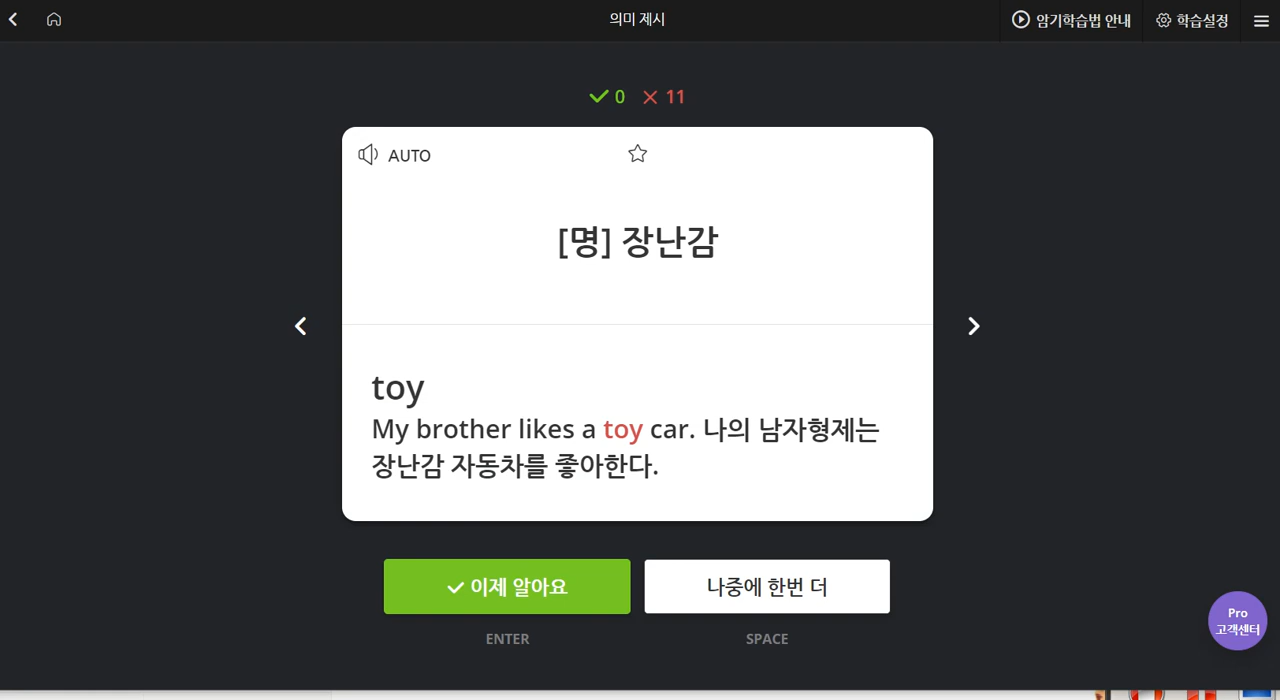 의미 제시
암기학습법 안내
학습설정
0
11
AUTO
[명] 장난감
toy
My brother likes a toy car. 나의 남자형제는
장난감 자동차를 좋아한다.
이제 알아요
나중에 한번 더
ENTER
SPACE
Pro
고객센터